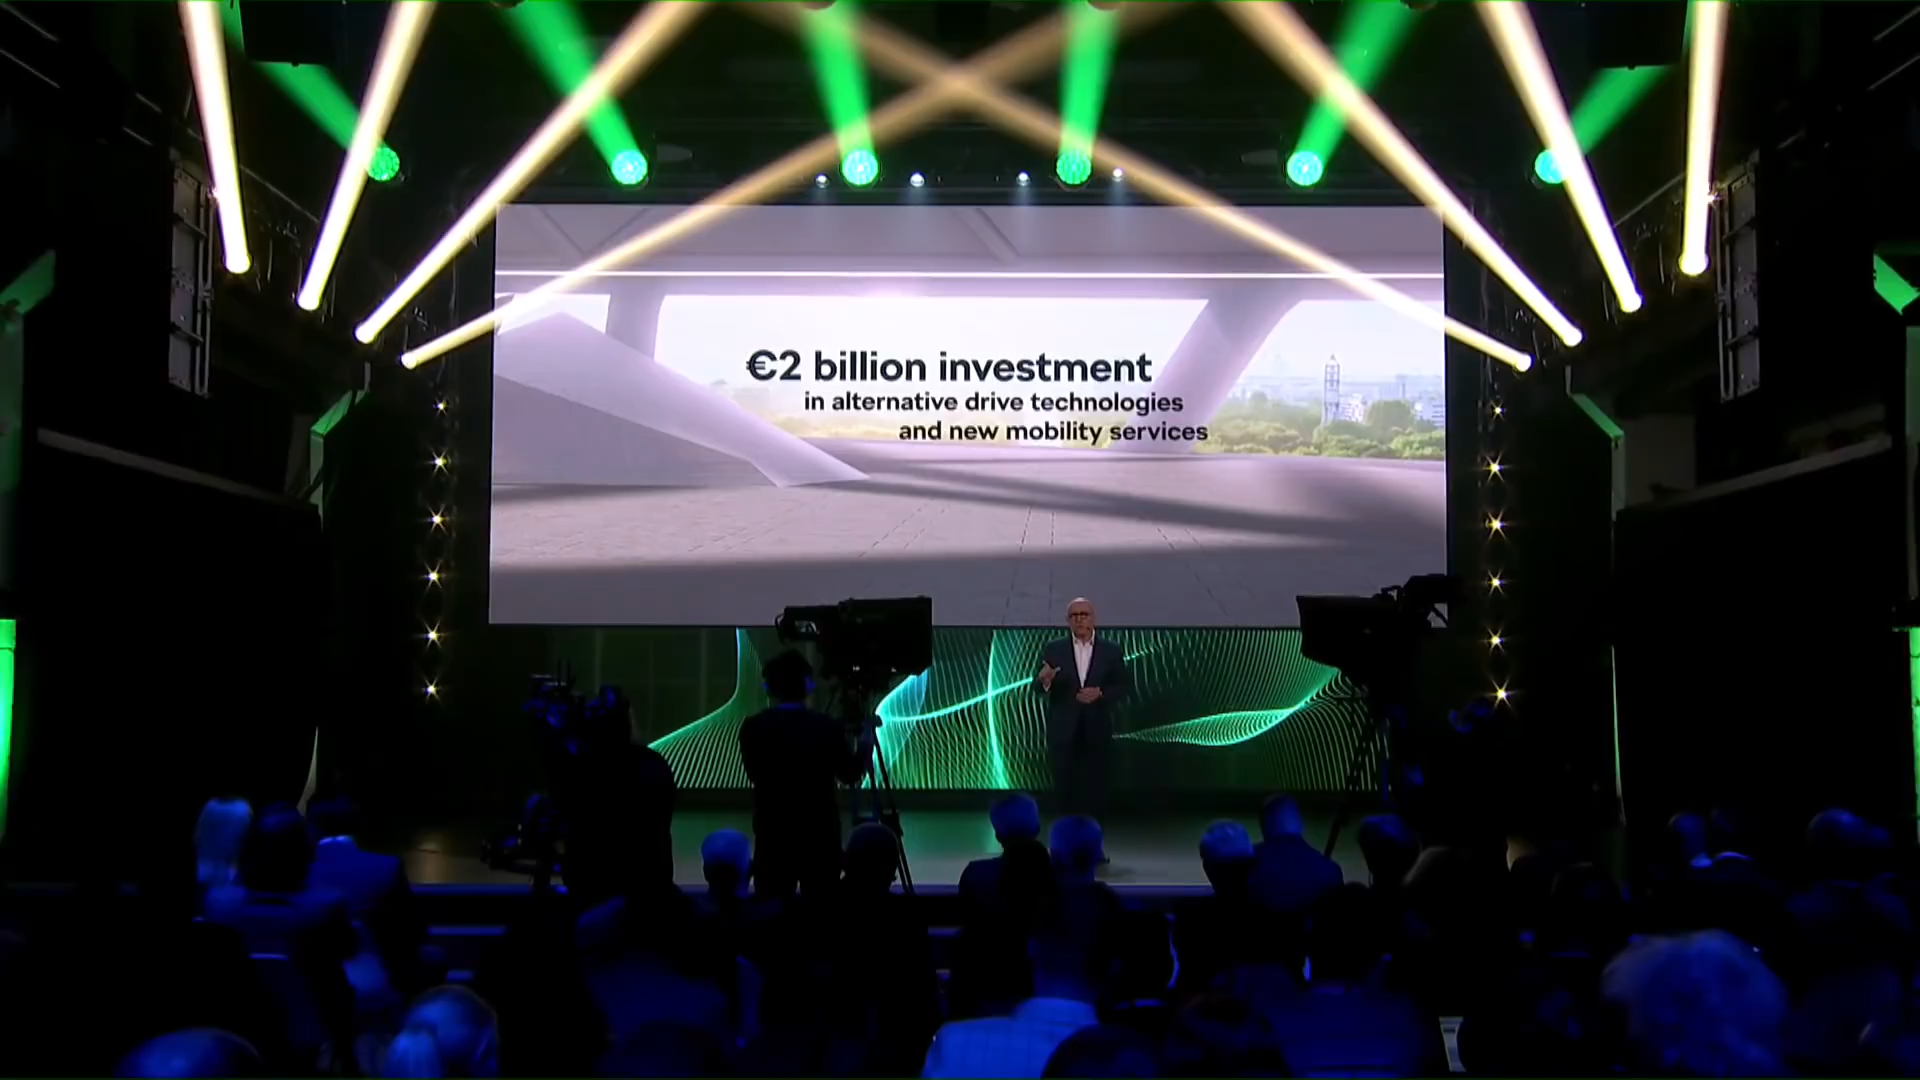 €2 billion investment
in alternative drive technologies
and new mobility services